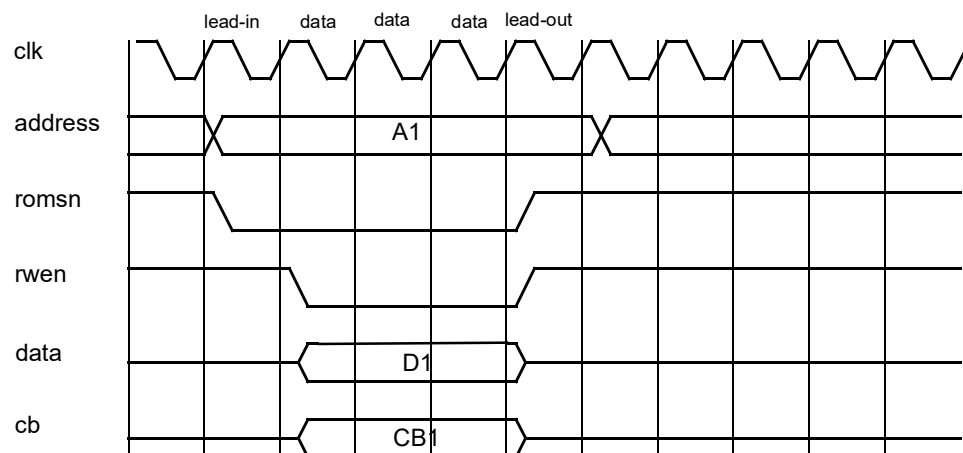 lead-in data data data lead-out
clk
address A1
romsn
rwen
data D1
cb CB1